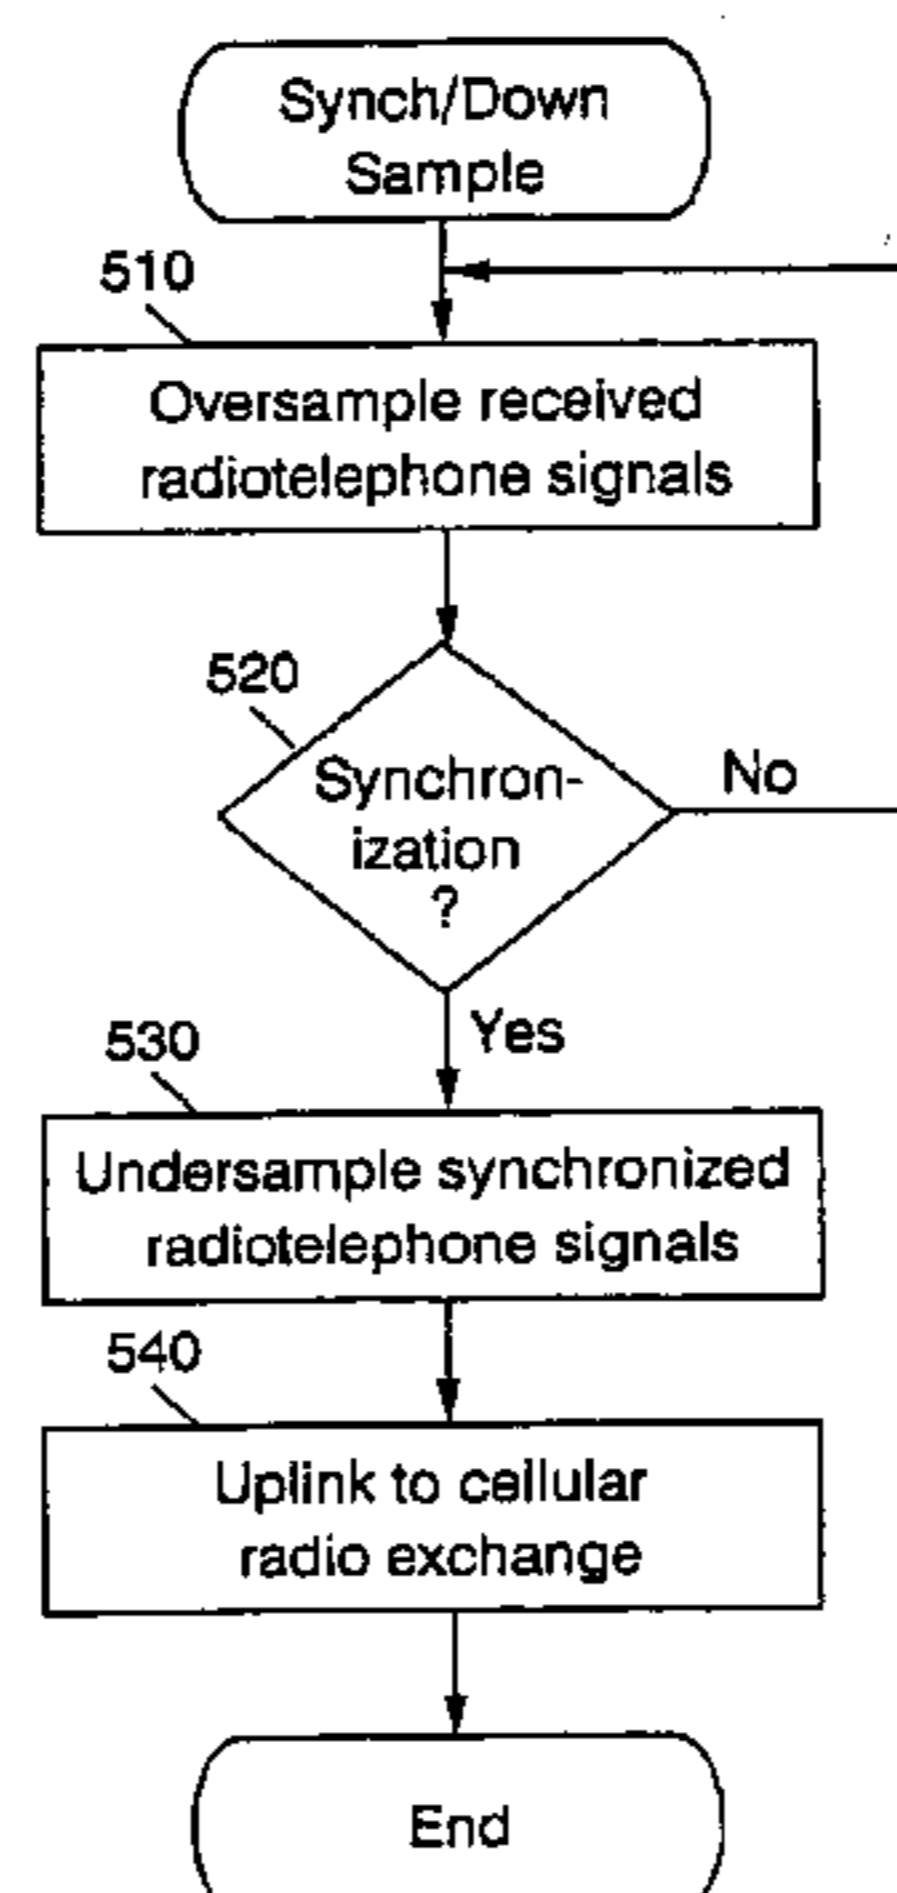 Synch/Down
Sample
510
Oversample received
radiotelephone signals
520
Synchron-
ization
?
No
Yes
530
Undersample synchronized
radiotelephone signals
540
Uplink to cellular
radio exchange
End